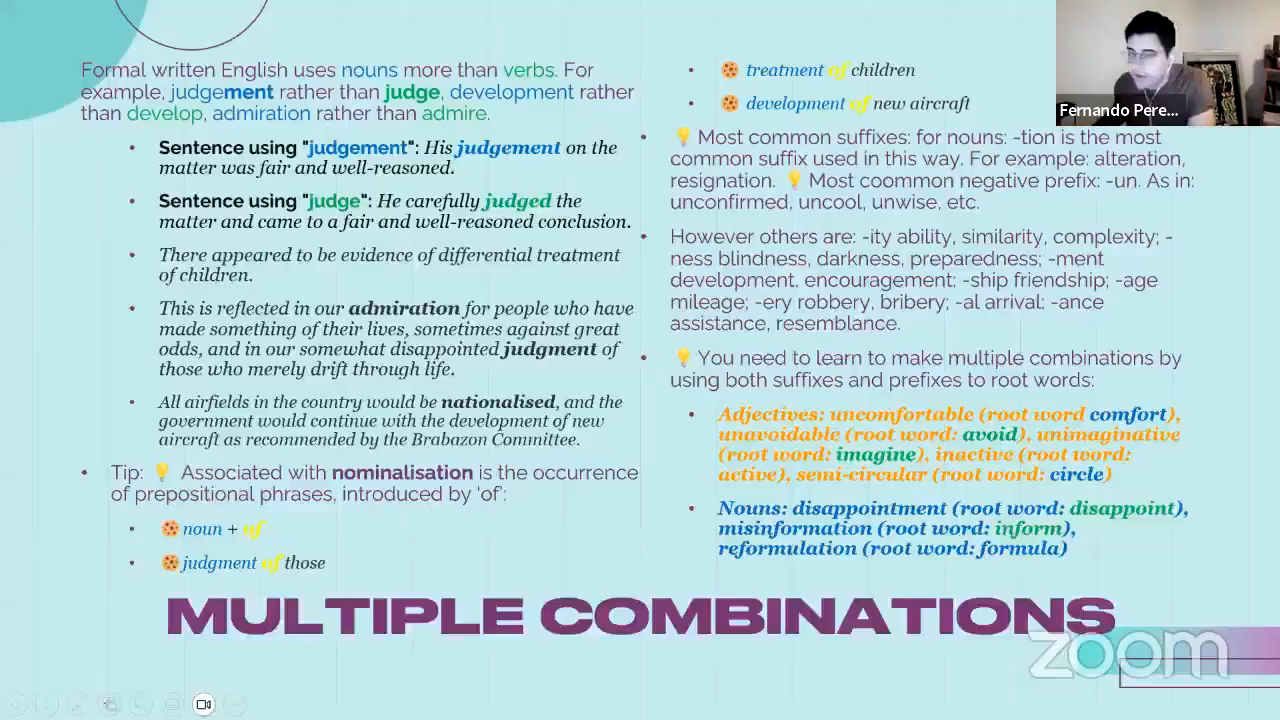 Formal written English uses nouns more than verbs. For
example, judgement rather than judge, development rather
than develop, admiration rather than admire.
Sentence using "judgement": His judgement on the
matter was fair and well-reasoned.
Sentence using "judge": He carefully judged the
matter and came to a fair and well-reasoned conclusion.
There appeared to be evidence of differential treatment
of children.
This is reflected in our admiration for people who have
made something of their lives, sometimes against great
odds, and in our somewhat disappointed judgment of
those who merely drift through life.
All airfields in the country would be nationalised, and the
government would continue with the development of new
aircraft as recommended by the Brabazon Committee.
Tip: 💡 Associated with nominalisation is the occurrence
of prepositional phrases, introduced by ‘of’:
🍪 noun + of
🍪 judgment of those
🍪 treatment of children
🍪 development of new aircraft
💡 Most common suffixes: for nouns: -tion is the most
common suffix used in this way. For example: alteration,
resignation. 💡 Most coommon negative prefix: -un. As in:
unconfirmed, uncool, unwise, etc.
However others are: -ity ability, similarity, complexity; -
ness blindness, darkness, preparedness; -ment
development, encouragement; -ship friendship; -age
mileage; -ery robbery, bribery; -al arrival; -ance
assistance, resemblance.
💡 You need to learn to make multiple combinations by
using both suffixes and prefixes to root words:
Adjectives: uncomfortable (root word comfort),
unavoidable (root word: avoid), unimaginative
(root word: imagine), inactive (root word:
active), semi-circular (root word: circle)
Nouns: disappointment (root word: disappoint),
misinformation (root word: inform),
reformulation (root word: formula)
MULTIPLE COMBINATIONS
Fernando Pere...
zoom